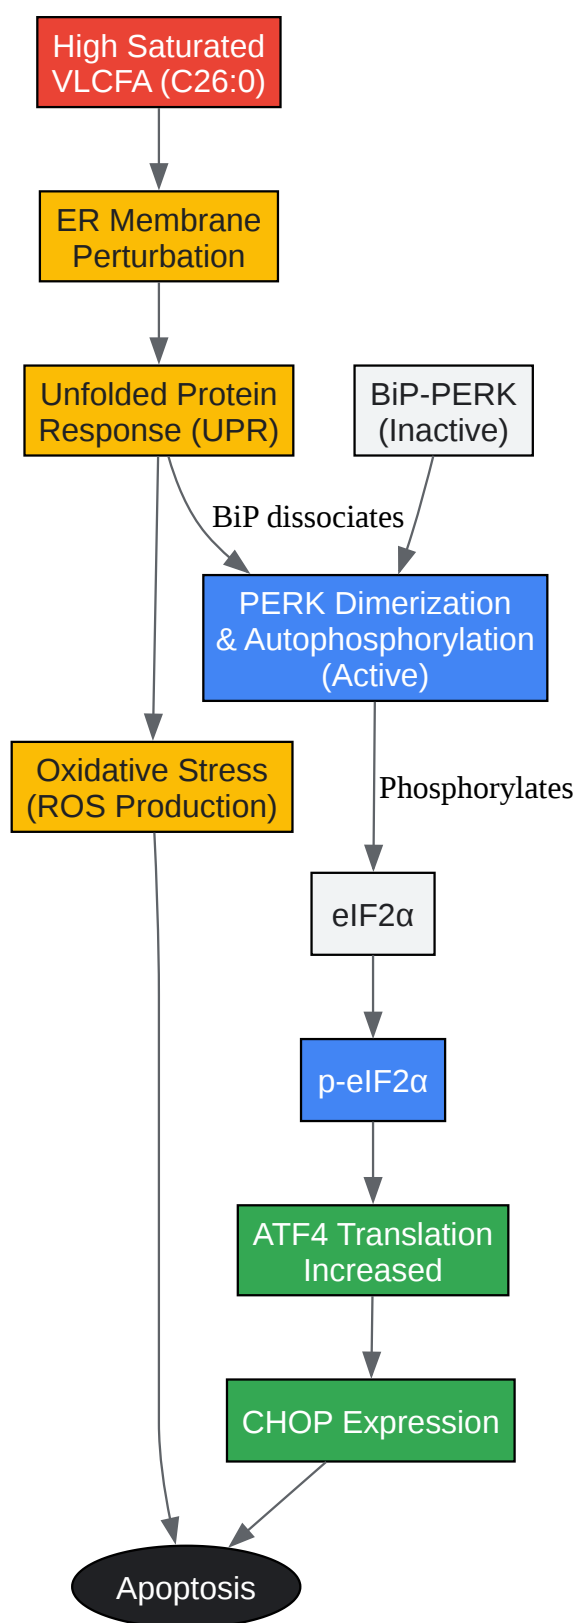 High Saturated
VLCFA (C26:0)
ER Membrane
Perturbation
Unfolded Protein
Response (UPR)
BiP-PERK
(Inactive)
BiP dissociates
PERK Dimerization
& Autophosphorylation
(Active)
Oxidative Stress
(ROS Production)
Phosphorylates
eIF2α
p-eIF2α
ATF4 Translation
Increased
CHOP Expression
Apoptosis